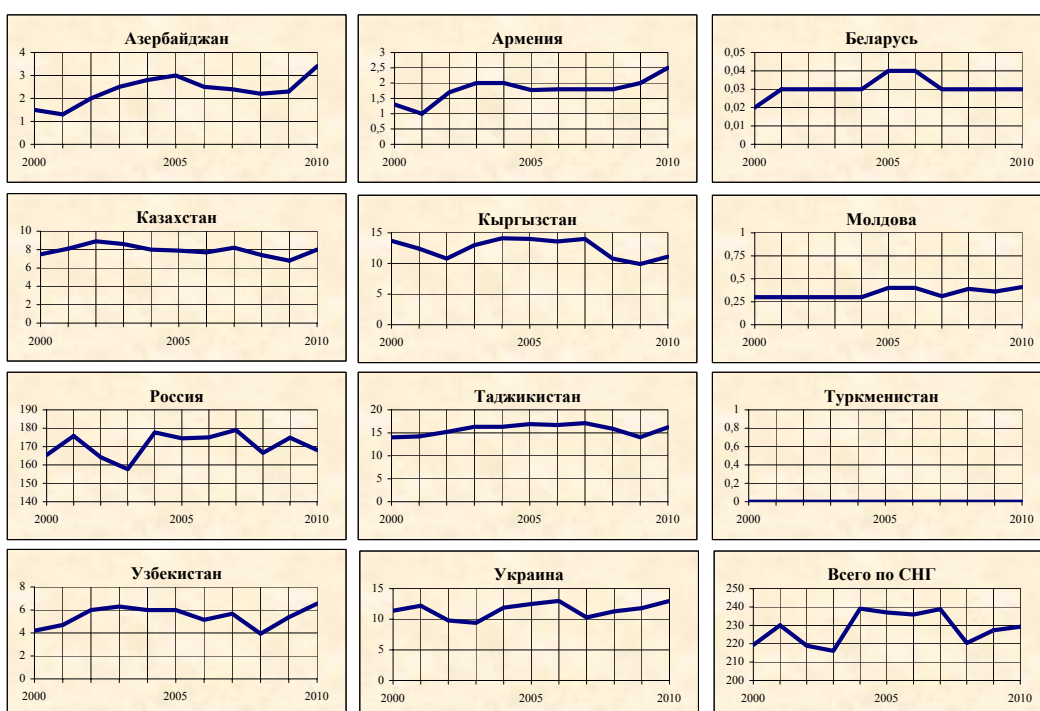 Азербайджан
4
3
2
1
0
2000 2005 2010
Армения
3
2,5
2
1,5
1
0,5
0
2000 2005 2010
Беларусь
0,05
0,04
0,03
0,02
0,01
0
2000 2005 2010
Казахстан
10
8
6
4
2
0
2000 2005 2010
Кыргызстан
15
10
5
0
2000 2005 2010
Молдова
1
0,75
0,5
0,25
0
2000 2005 2010
Россия
190
180
170
160
150
140
2000 2005 2010
Таджикистан
20
15
10
5
0
2000 2005 2010
Туркменистан
1
0,8
0,6
0,4
0,2
0
2000 2005 2010
Узбекистан
8
6
4
2
0
2000 2005 2010
Украина
15
10
5
0
2000 2005 2010
Всего по СНГ
250
240
230
220
210
200
2000 2005 2010